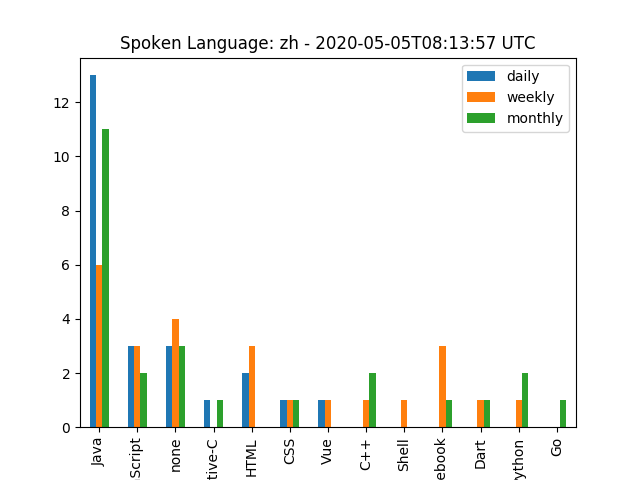 Spoken Language: zh - 2020-05-05T08:13:57 UTC
daily
weekly
monthly
12
10
8
6
4
2
0
Java
Script
none
tive-C
HTML
CSS
Vue
C++
Shell
ebook
Dart
ython
Go